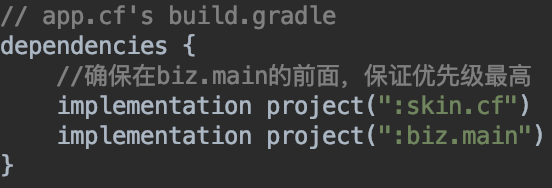 // app.cf's build.gradle
dependencies {
    //确保在biz.main的前面，保证优先级最高
    implementation project(":skin.cf")
    implementation project(":biz.main")
}